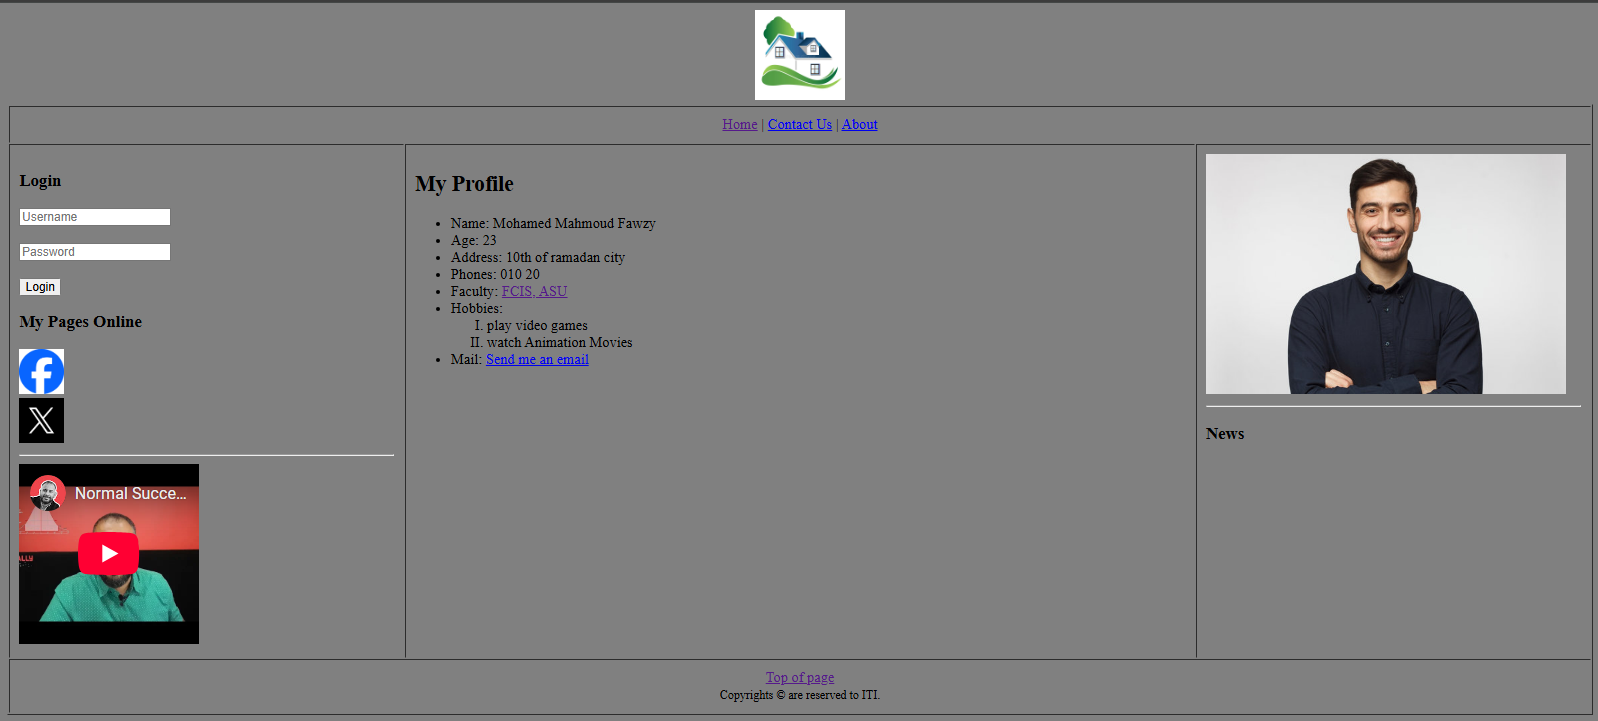 Home | Contact Us | About
Login
Username
Password
Login
My Pages Online
Normal Succe...
My Profile
• Name: Mohamed Mahmoud Fawzy
• Age: 23
• Address: 10th of ramadan city
• Phones: 010 20
• Faculty: FCIS, ASU
• Hobbies:
I. play video games
II. watch Animation Movies
• Mail: Send me an email
News
Top of page
Copyrights © are reserved to ITI.